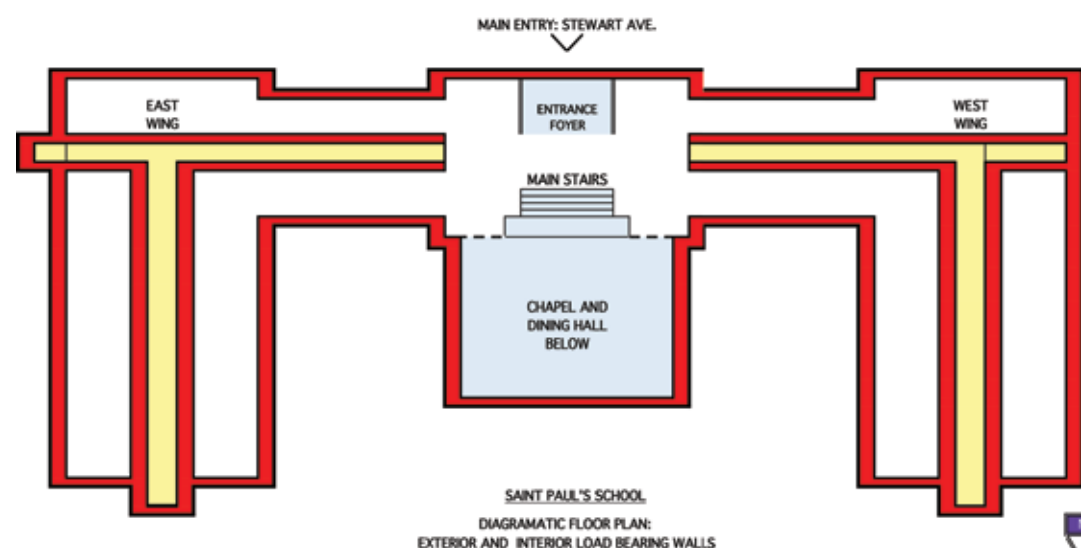 MAIN ENTRY: STEWART AVE.
EAST
WING
ENTRANCE
FOYER
WEST
WING
MAIN STAIRS
CHAPEL AND
DINING HALL
BELOW
SAINT PAUL'S SCHOOL
DIAGRAMATIC FLOOR PLAN:
EXTERIOR AND INTERIOR LOAD BEARING WALLS